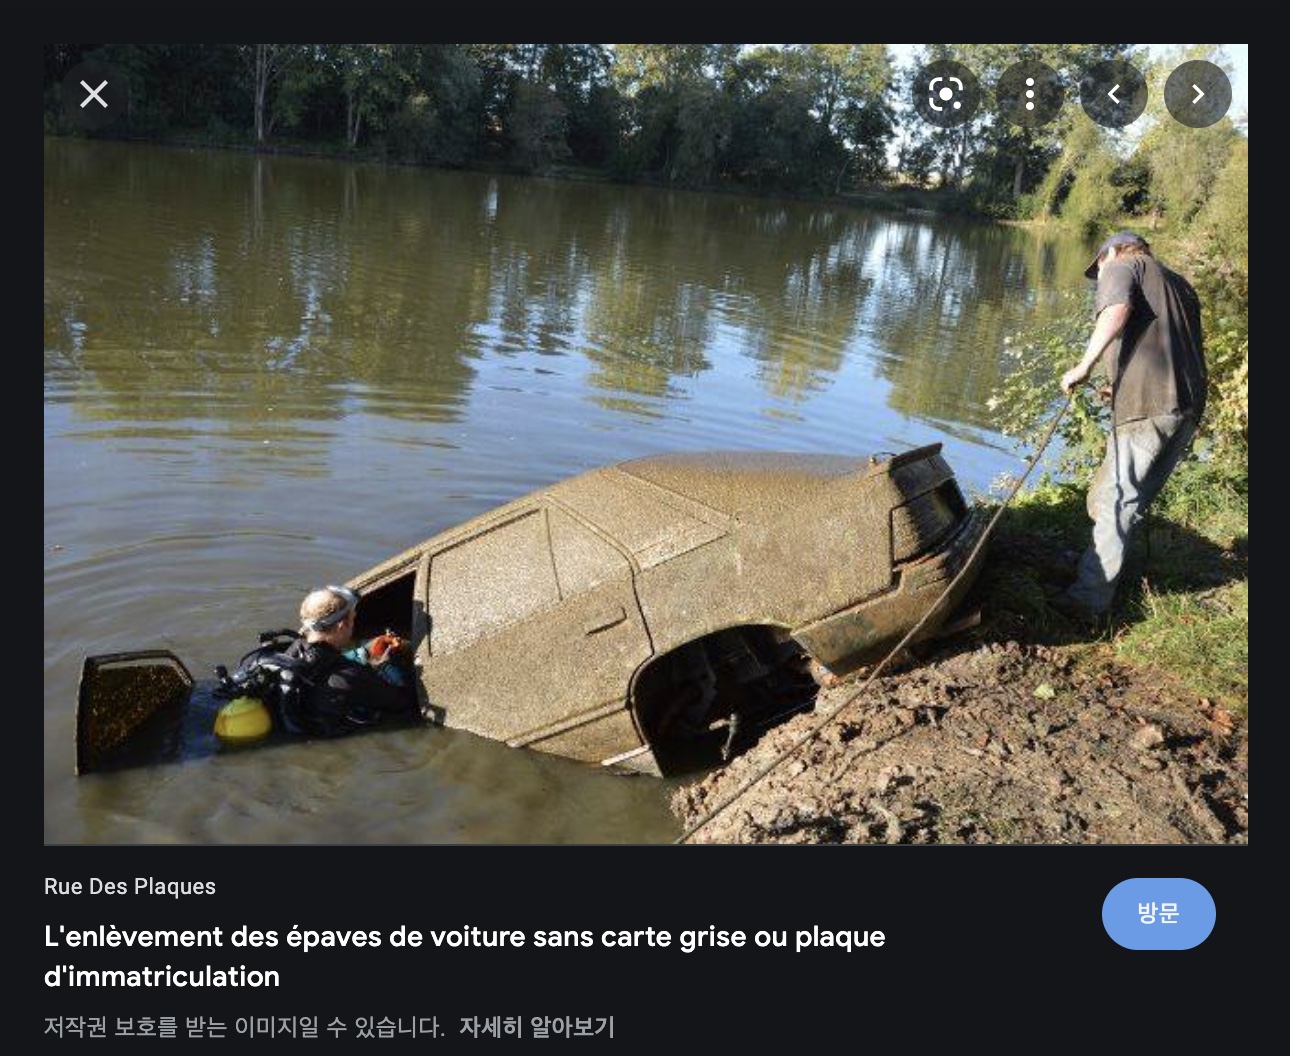 Rue Des Plaques
방문
L'enlèvement des épaves de voiture sans carte grise ou plaque
d'immatriculation
저작권 보호를 받는 이미지일 수 있습니다. 자세히 알아보기